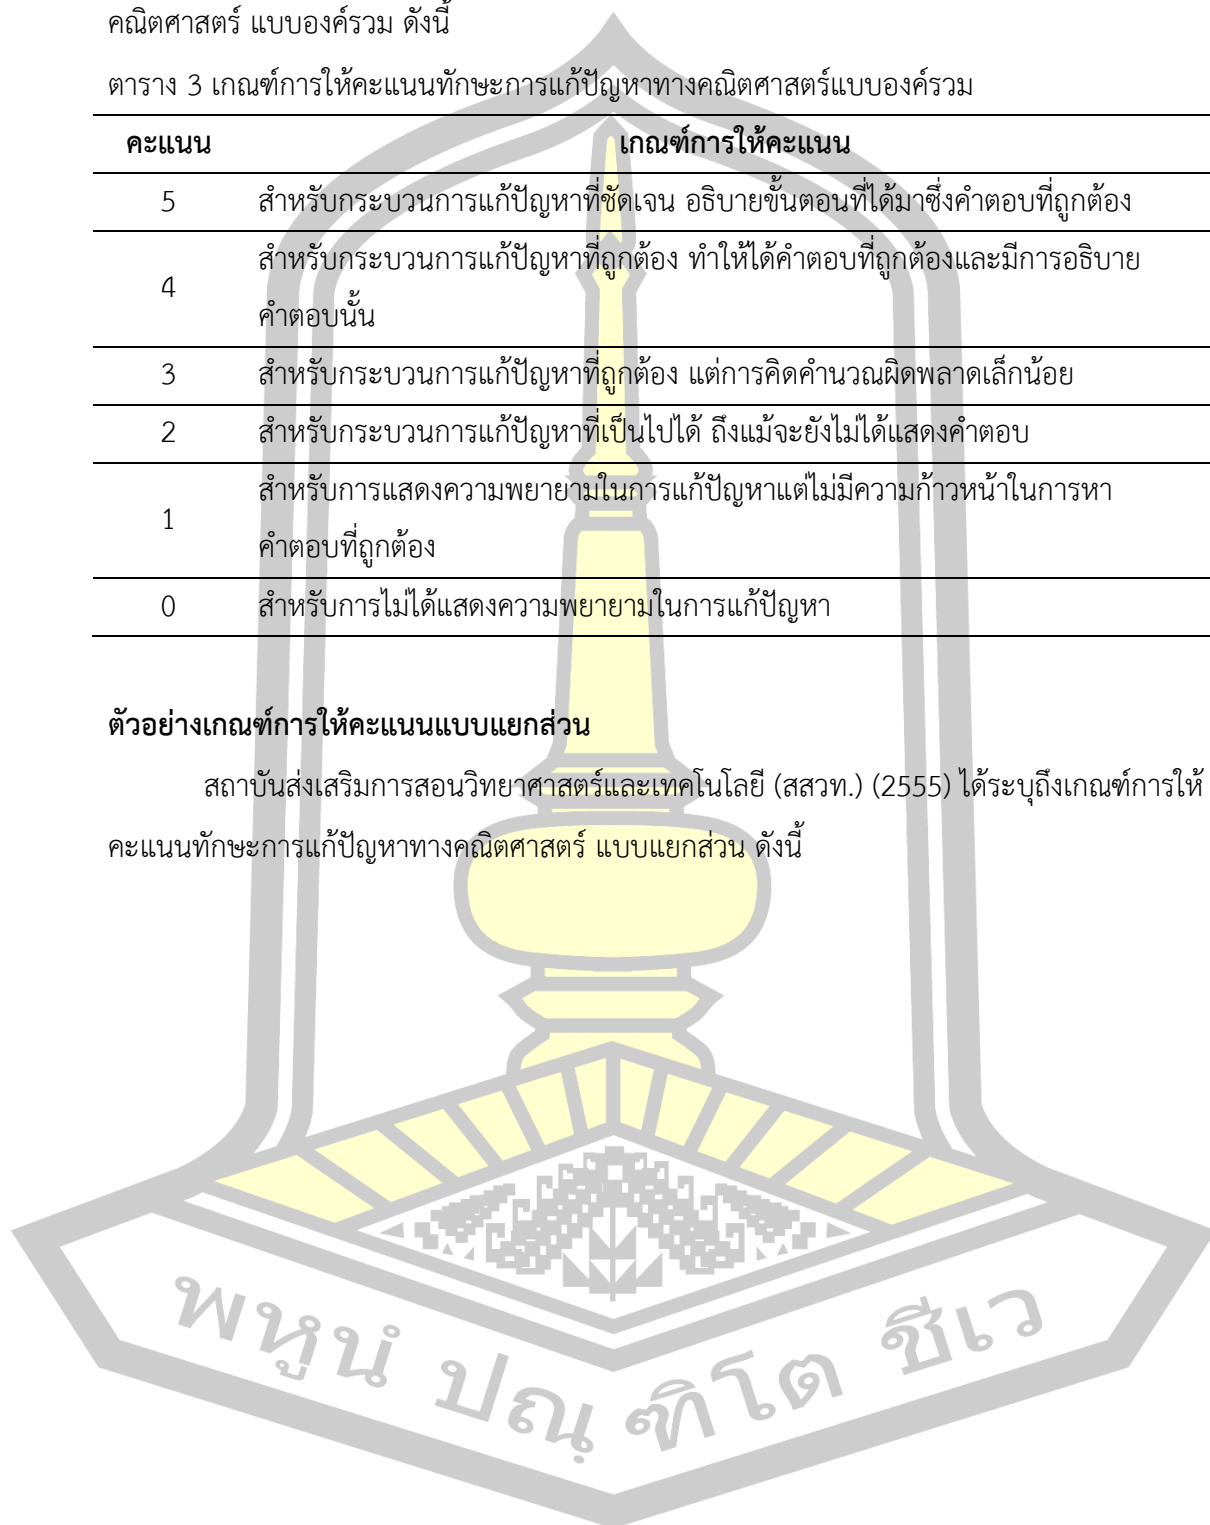 คณิตศาสตร์ แบบองค์รวม ดังนี้
ตาราง 3 เกณฑ์การให้คะแนนทักษะการแก้ปัญหาทางคณิตศาสตร์แบบองค์รวม
คะแนน เกณฑ์การให้คะแนน
5 สำหรับกระบวนการแก้ปัญหาที่ชัดเจน อธิบายขั้นตอนที่ได้มาซึ่งคำตอบที่ถูกต้อง
4 สำหรับกระบวนการแก้ปัญหาที่ถูกต้อง ทำให้ได้คำตอบที่ถูกต้องและมีการอธิบาย
คำตอบนั้น
3 สำหรับกระบวนการแก้ปัญหาที่ถูกต้อง แต่การคิดคำนวณผิดพลาดเล็กน้อย
2 สำหรับกระบวนการแก้ปัญหาที่เป็นไปได้ ถึงแม้จะยังไม่ได้แสดงคำตอบ
1 สำหรับการแสดงความพยายามในการแก้ปัญหาแต่ไม่มีความก้าวหน้าในการหา
คำตอบที่ถูกต้อง
0 สำหรับการไม่ได้แสดงความพยายามในการแก้ปัญหา
ตัวอย่างเกณฑ์การให้คะแนนแบบแยกส่วน
สถาบันส่งเสริมการสอนวิทยาศาสตร์และเทคโนโลยี (สสวท.) (2555) ได้ระบุถึงเกณฑ์การให้
คะแนนทักษะการแก้ปัญหาทางคณิตศาสตร์ แบบแยกส่วน ดังนี้
พหูนํ ปณฺ ฑิโต ชีเว